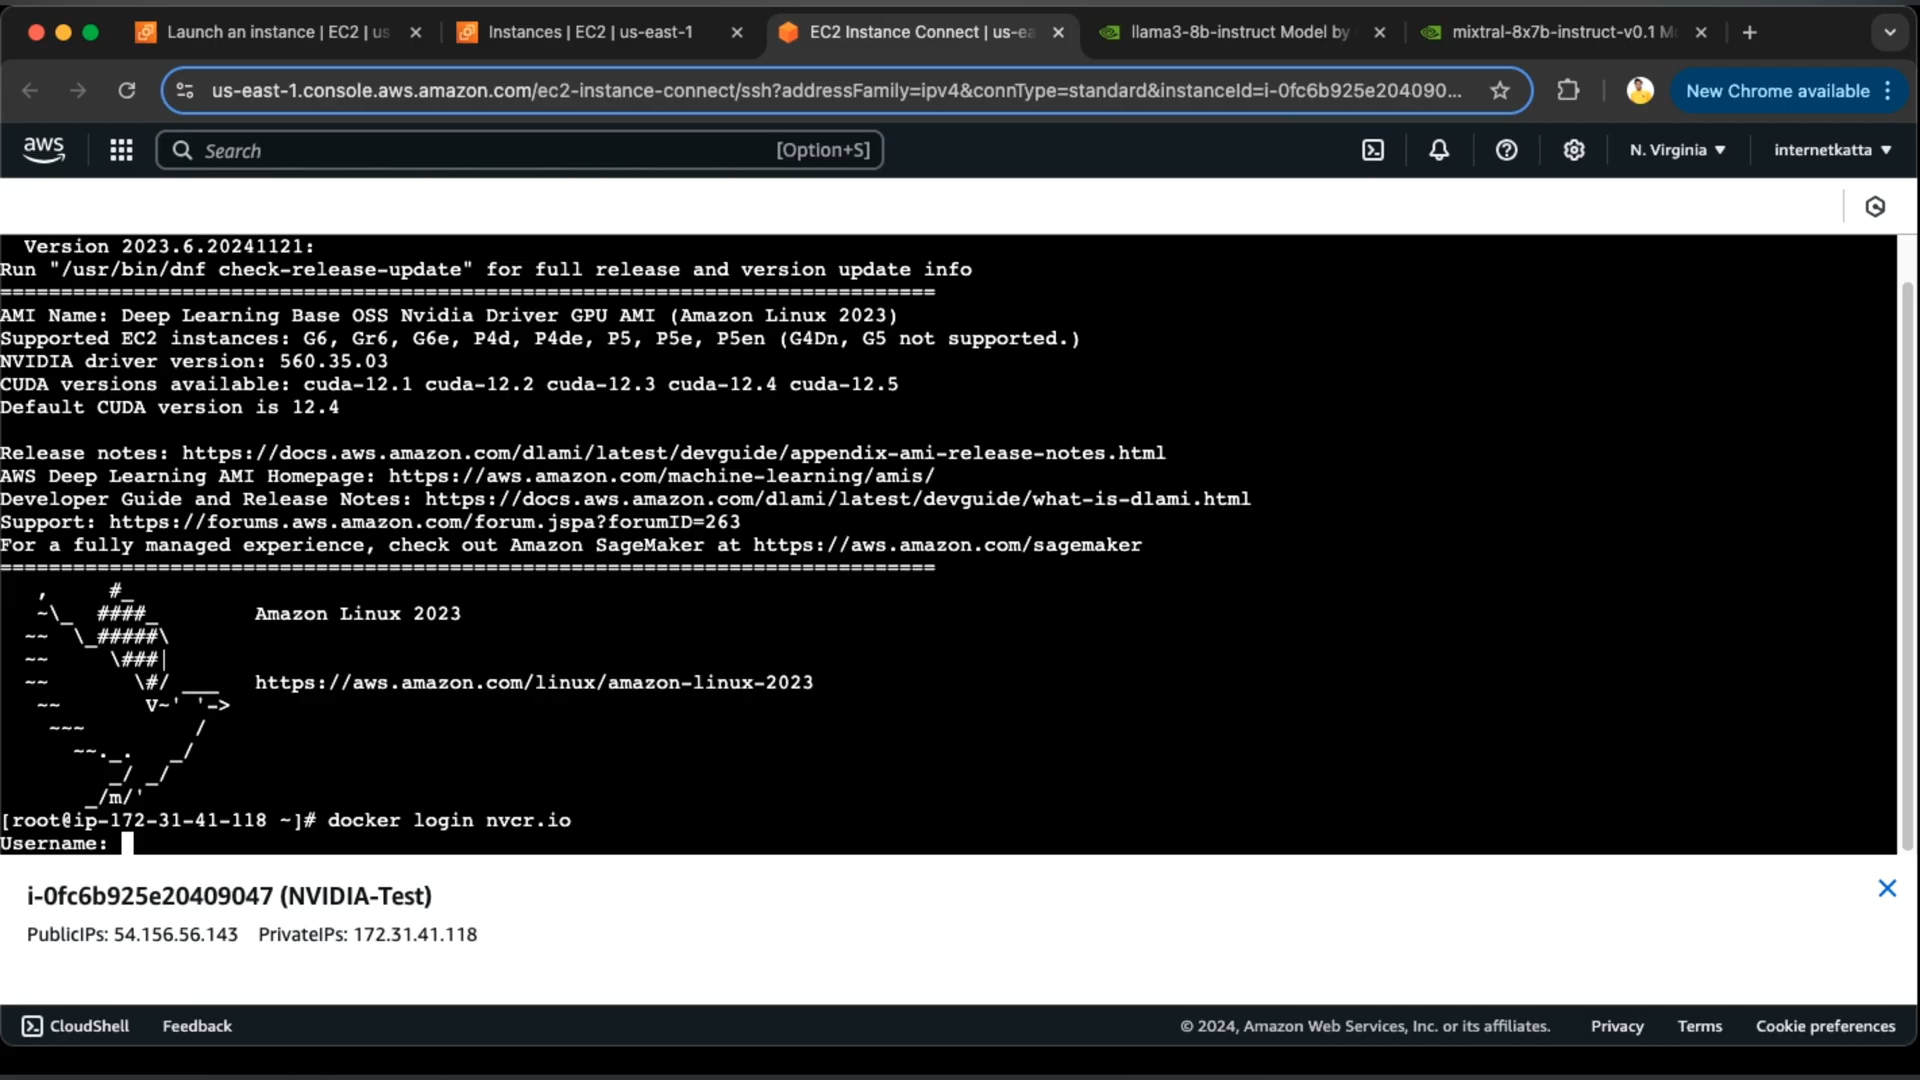 Launch an instance | EC2 | us
Instances | EC2 | us-east-1
EC2 Instance Connect | us-ea
llama3-8b-instruct Model by
mixtral-8x7b-instruct-v0.1 Mo
us-east-1.console.aws.amazon.com/ec2-instance-connect/ssh?addressFamily=ipv4&connType=standard&instanceId=i-0fc6b925e204090...
New Chrome available
aws
Search
[Option+S]
N. Virginia
internetkatta
Version 2023.6.20241121:
Run "/usr/bin/dnf check-release-update" for full release and version update info
=============================================================================
AMI Name: Deep Learning Base OSS Nvidia Driver GPU AMI (Amazon Linux 2023)
Supported EC2 instances: G6, Gr6, G6e, P4d, P4de, P5, P5e, P5en (G4Dn, G5 not supported.)
NVIDIA driver version: 560.35.03
CUDA versions available: cuda-12.1 cuda-12.2 cuda-12.3 cuda-12.4 cuda-12.5
Default CUDA version is 12.4
Release notes: https://docs.aws.amazon.com/dlami/latest/devguide/appendix-ami-release-notes.html
AWS Deep Learning AMI Homepage: https://aws.amazon.com/machine-learning/amis/
Developer Guide and Release Notes: https://docs.aws.amazon.com/dlami/latest/devguide/what-is-dlami.html
Support: https://forums.aws.amazon.com/forum.jspa?forumID=263
For a fully managed experience, check out Amazon SageMaker at https://aws.amazon.com/sagemaker
=============================================================================
   ,     #_
   ~\_  ####_        Amazon Linux 2023
  ~~  \_#####\
  ~~     \###|
  ~~       \#/ ___   https://aws.amazon.com/linux/amazon-linux-2023
   ~~       V~' '->
    ~~~         /
      ~~._.   _/
         _/ _/
       _/m/'
[root@ip-172-31-41-118 ~]# docker login nvcr.io
Username:
i-0fc6b925e20409047 (NVIDIA-Test)
PublicIPs: 54.156.56.143 PrivateIPs: 172.31.41.118
CloudShell
Feedback
© 2024, Amazon Web Services, Inc. or its affiliates.
Privacy
Terms
Cookie preferences